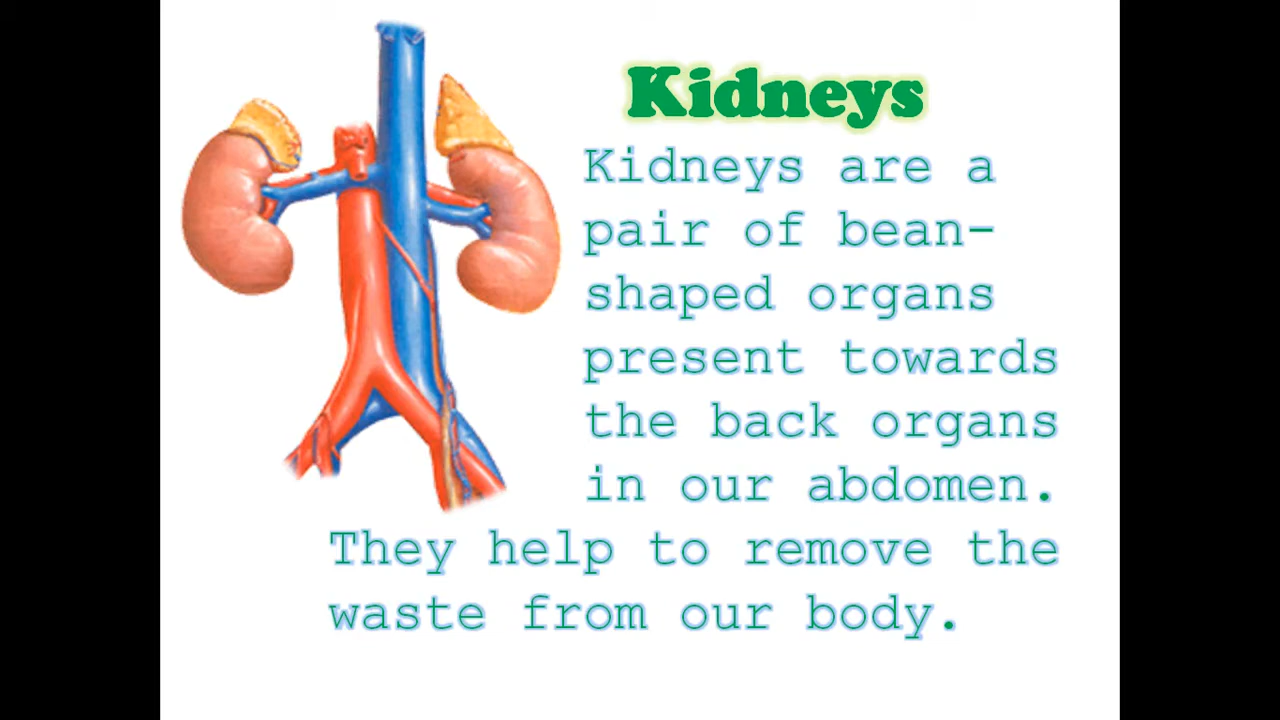 Kidneys
Kidneys are a
pair of bean-
shaped organs
present towards
the back organs
in our abdomen.
They help to remove the
waste from our body.